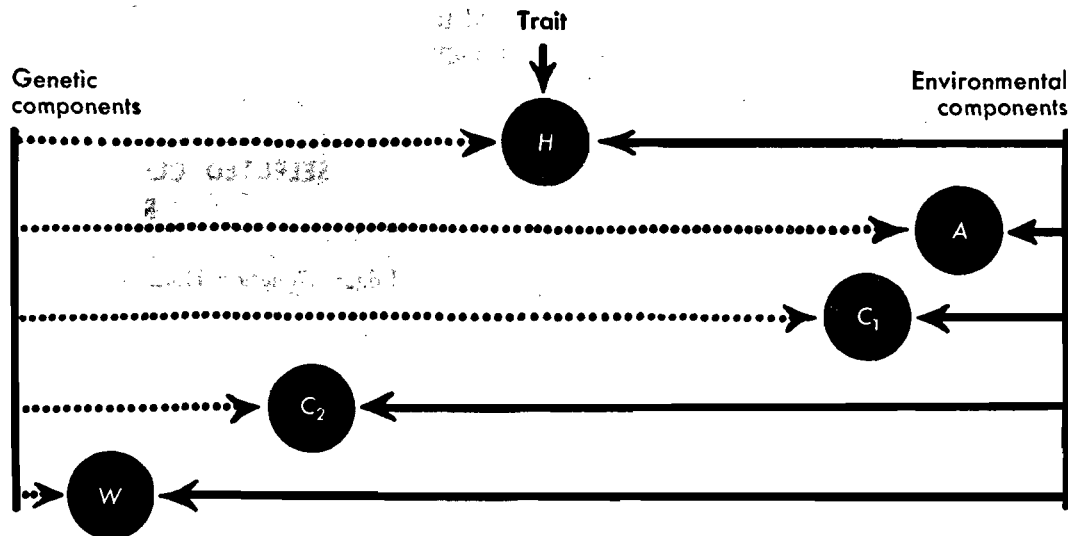 Trait
Genetic
components
Environmental
components
H
A
C₁
C₂
W